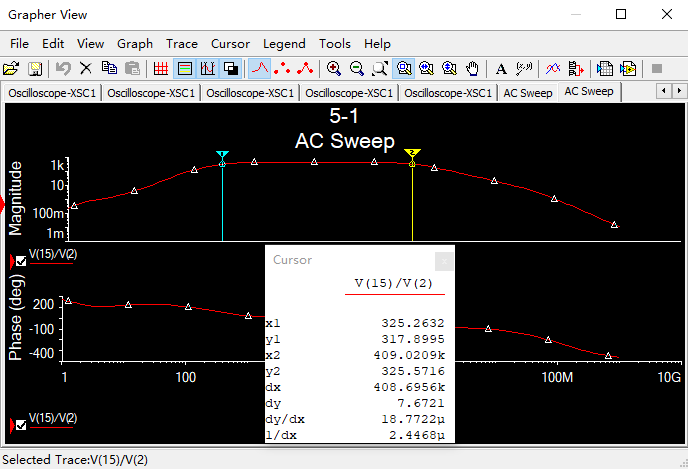 Grapher View
File Edit View Graph Trace Cursor Legend Tools Help
Oscilloscope-XSC1 Oscilloscope-XSC1 Oscilloscope-XSC1 Oscilloscope-XSC1 Oscilloscope-XSC1 AC Sweep AC Sweep
5-1
AC Sweep
Magnitude
1k
10
100m
1m
V(15)/V(2)
Phase (deg)
200
-100
-400
1 100 100M 10G
V(15)/V(2)
Cursor
V(15)/V(2)
x1 325.2632
y1 317.8995
x2 409.0209k
y2 325.5716
dx 408.6956k
dy 7.6721
dy/dx 18.7722µ
1/dx 2.4468µ
Selected Trace:V(15)/V(2)